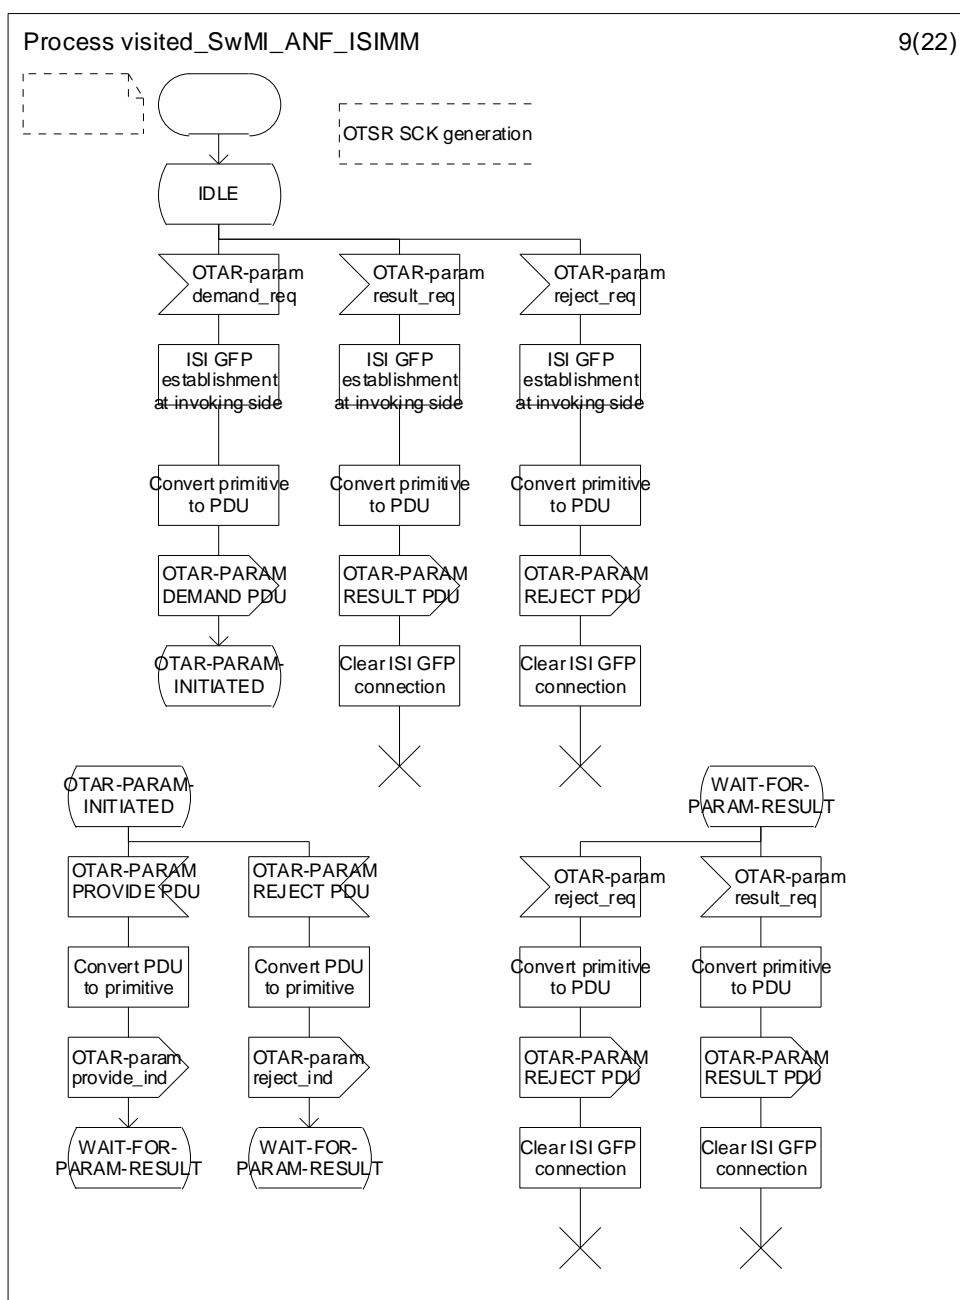 Process visited_SwMI_ANF_ISIMM
9(22)
OTSR SCK generation
IDLE
OTAR-param
demand_req
OTAR-param
result_req
OTAR-param
reject_req
ISI GFP
establishment
at invoking side
ISI GFP
establishment
at invoking side
ISI GFP
establishment
at invoking side
Convert primitive
to PDU
Convert primitive
to PDU
Convert primitive
to PDU
OTAR-PARAM
DEMAND PDU
OTAR-PARAM
RESULT PDU
OTAR-PARAM
REJECT PDU
OTAR-PARAM-
INITIATED
Clear ISI GFP
connection
Clear ISI GFP
connection
OTAR-PARAM-
INITIATED
WAIT-FOR-
PARAM-RESULT
OTAR-PARAM
PROVIDE PDU
OTAR-PARAM
REJECT PDU
OTAR-param
reject_req
OTAR-param
result_req
Convert PDU
to primitive
Convert PDU
to primitive
Convert primitive
to PDU
Convert primitive
to PDU
OTAR-param
provide_ind
OTAR-param
reject_ind
OTAR-PARAM
REJECT PDU
OTAR-PARAM
RESULT PDU
WAIT-FOR-
PARAM-RESULT
WAIT-FOR-
PARAM-RESULT
Clear ISI GFP
connection
Clear ISI GFP
connection